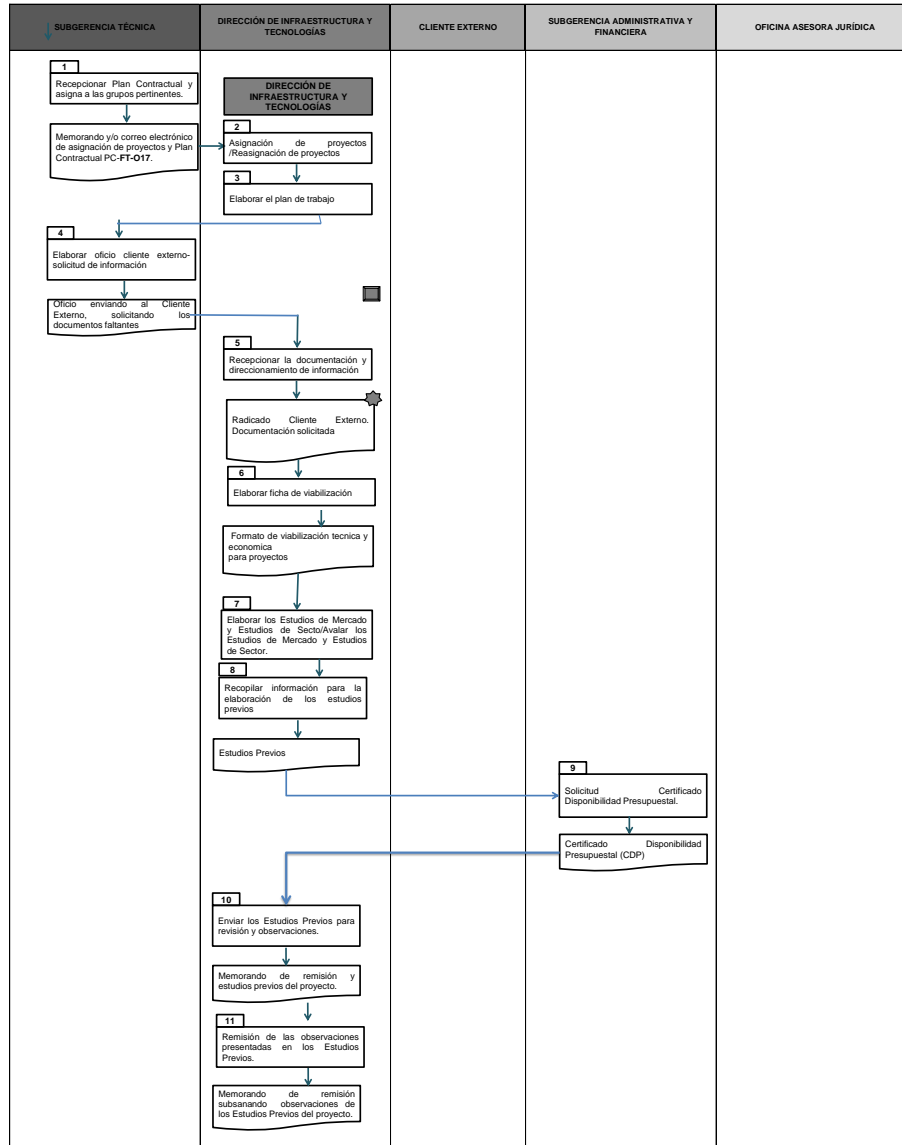 SUBGERENCIA TÉCNICA
DIRECCIÓN DE INFRAESTRUCTURA Y
TECNOLOGÍAS
CLIENTE EXTERNO
SUBGERENCIA ADMINISTRATIVA Y
FINANCIERA
OFICINA ASESORA JURÍDICA
1
Recepcionar Plan Contractual y
asigna a las grupos pertinentes.
DIRECCIÓN DE
INFRAESTRUCTURA Y
TECNOLOGÍAS
Memorando y/o correo electrónico
de asignación de proyectos y Plan
Contractual PC-FT-O17.
2
Asignación de proyectos
/Reasignación de proyectos
3
Elaborar el plan de trabajo
4
Elaborar oficio cliente externo-
solicitud de información
Oficio enviando al Cliente
Externo, solicitando los
documentos faltantes
5
Recepcionar la documentación y
direccionamiento de información
Radicado Cliente Externo.
Documentación solicitada
6
Elaborar ficha de viabilización
Formato de viabilización tecnica y
economica
para proyectos
7
Elaborar los Estudios de Mercado
y Estudios de Secto/Avalar los
Estudios de Mercado y Estudios
de Sector.
8
Recopilar información para la
elaboración de los estudios
previos
Estudios Previos
9
Solicitud Certificado
Disponibilidad Presupuestal.
Certificado Disponibilidad
Presupuestal (CDP)
10
Enviar los Estudios Previos para
revisión y observaciones.
Memorando de remisión y
estudios previos del proyecto.
11
Remisión de las observaciones
presentadas en los Estudios
Previos.
Memorando de remisión
subsanando observaciones de
los Estudios Previos del proyecto.